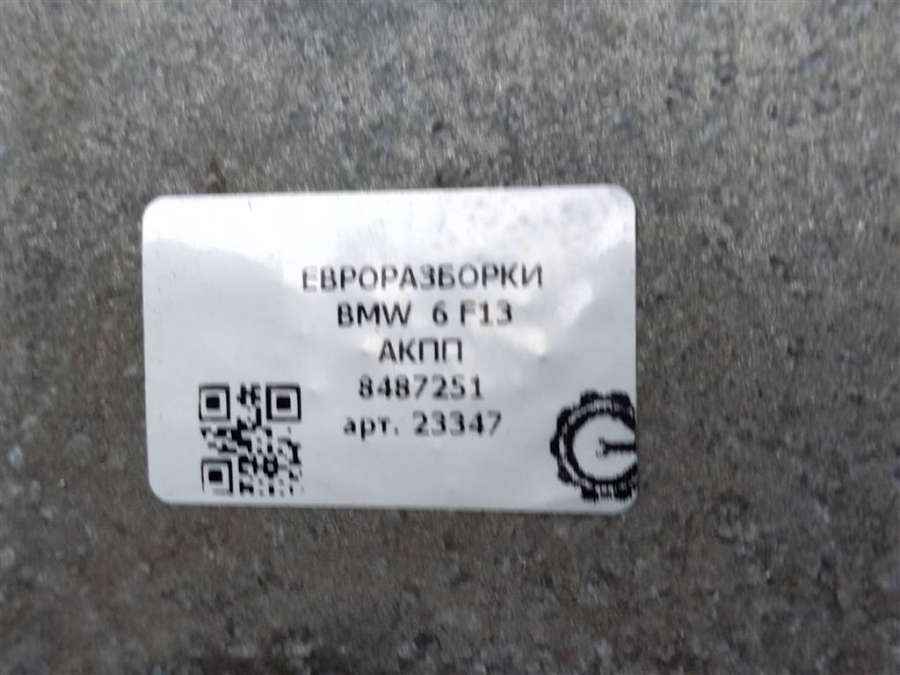 ЕВРОРАЗБОРКИ
BMW 6 F13
АКПП
8487251
арт. 23347